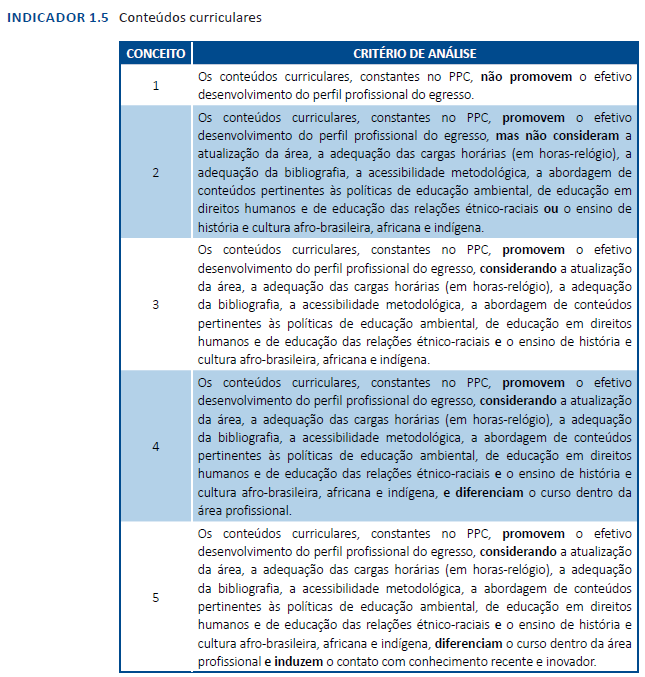 INDICADOR 1.5 Conteúdos curriculares
CONCEITO CRITÉRIO DE ANÁLISE
1
Os conteúdos curriculares, constantes no PPC, não promovem o efetivo
desenvolvimento do perfil profissional do egresso.
2
Os conteúdos curriculares, constantes no PPC, promovem o efetivo
desenvolvimento do perfil profissional do egresso, mas não consideram a
atualização da área, a adequação das cargas horárias (em horas-relógio), a
adequação da bibliografia, a acessibilidade metodológica, a abordagem de
conteúdos pertinentes às políticas de educação ambiental, de educação em
direitos humanos e de educação das relações étnico-raciais ou o ensino de
história e cultura afro-brasileira, africana e indígena.
3
Os conteúdos curriculares, constantes no PPC, promovem o efetivo
desenvolvimento do perfil profissional do egresso, considerando a atualização
da área, a adequação das cargas horárias (em horas-relógio), a adequação
da bibliografia, a acessibilidade metodológica, a abordagem de conteúdos
pertinentes às políticas de educação ambiental, de educação em direitos
humanos e de educação das relações étnico-raciais e o ensino de história e
cultura afro-brasileira, africana e indígena.
4
Os conteúdos curriculares, constantes no PPC, promovem o efetivo
desenvolvimento do perfil profissional do egresso, considerando a atualização
da área, a adequação das cargas horárias (em horas-relógio), a adequação
da bibliografia, a acessibilidade metodológica, a abordagem de conteúdos
pertinentes às políticas de educação ambiental, de educação em direitos
humanos e de educação das relações étnico-raciais e o ensino de história e
cultura afro-brasileira, africana e indígena, e diferenciam o curso dentro da
área profissional.
5
Os conteúdos curriculares, constantes no PPC, promovem o efetivo
desenvolvimento do perfil profissional do egresso, considerando a atualização
da área, a adequação das cargas horárias (em horas-relógio), a adequação
da bibliografia, a acessibilidade metodológica, a abordagem de conteúdos
pertinentes às políticas de educação ambiental, de educação em direitos
humanos e de educação das relações étnico-raciais e o ensino de história e
cultura afro-brasileira, africana e indígena, diferenciam o curso dentro da área
profissional e induzem o contato com conhecimento recente e inovador.